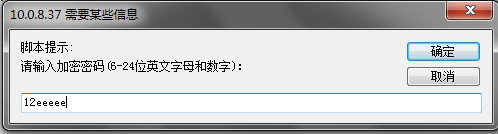 10.0.8.37 需要某些信息
脚本提示:
确定
请输入加密密码(6-24位英文字母和数字):
取消
12eeeee